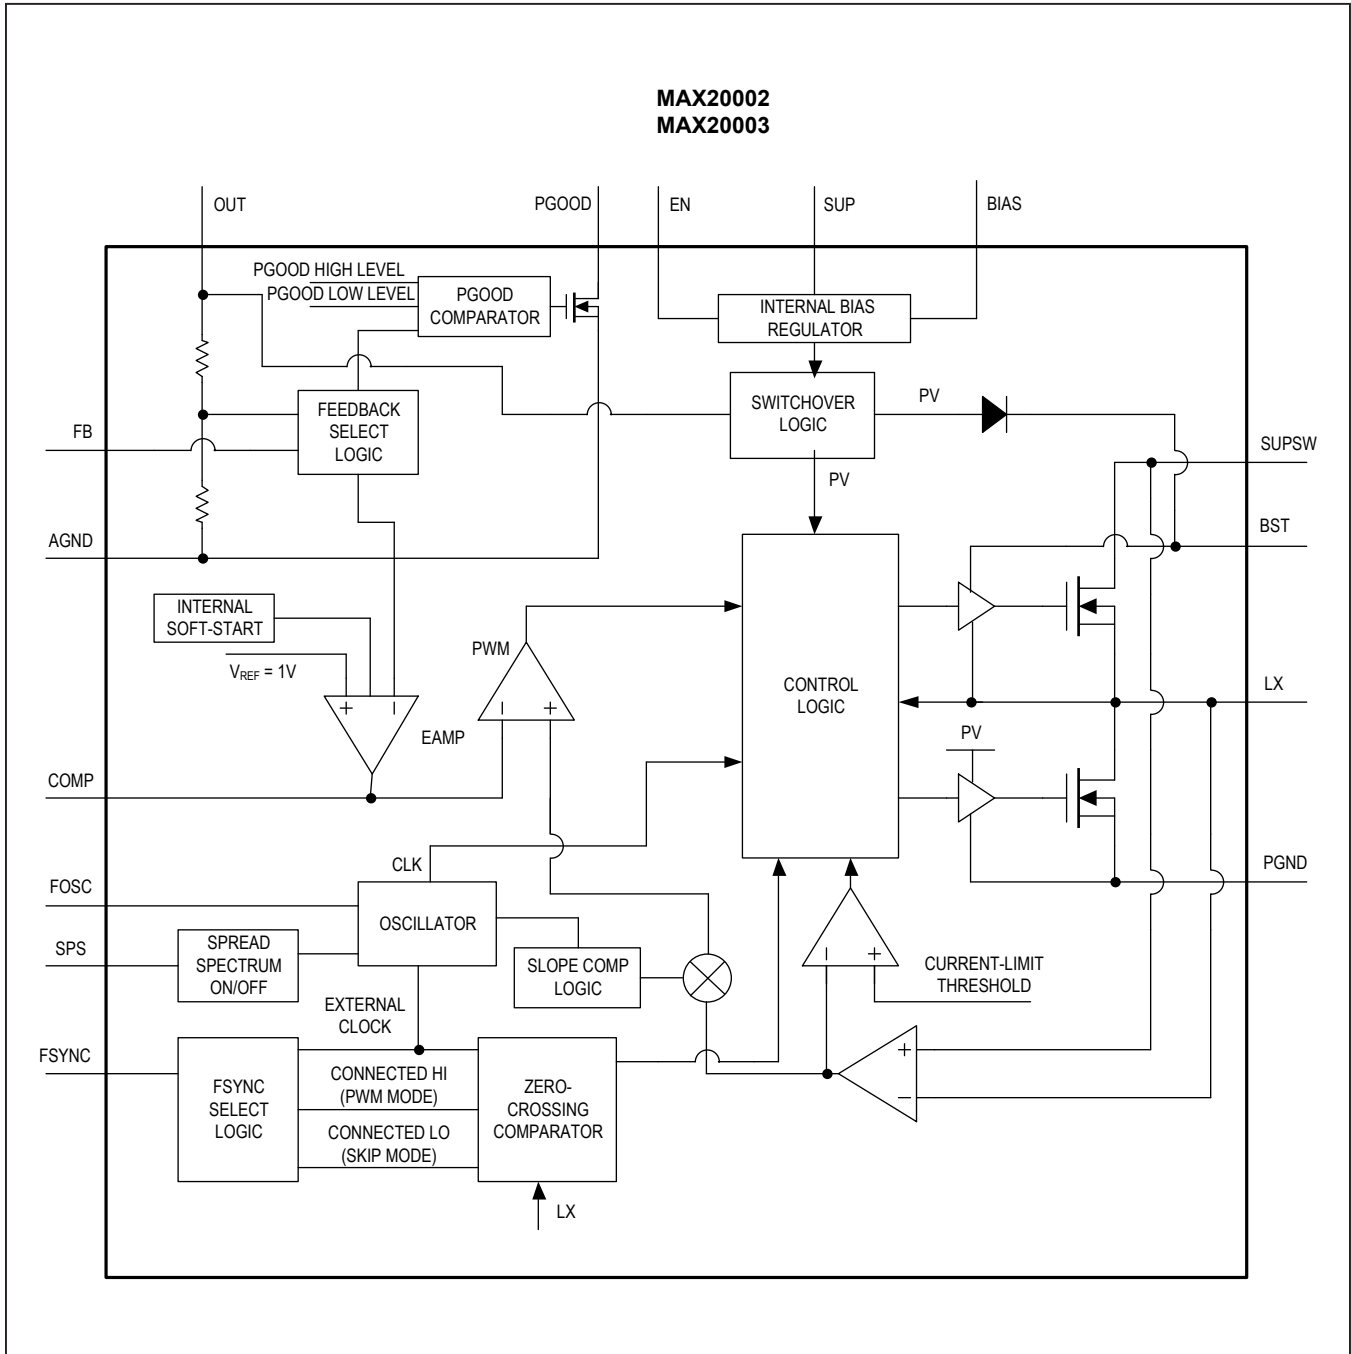 MAX20002
MAX20003
OUT
PGOOD
EN
SUP
BIAS
PGOOD HIGH LEVEL
PGOOD LOW LEVEL
PGOOD
COMPARATOR
INTERNAL BIAS
REGULATOR
FEEDBACK
SELECT
LOGIC
SWITCHOVER
LOGIC
PV
FB
SUPSW
PV
AGND
BST
INTERNAL
SOFT-START
VREF = 1V
PWM
CONTROL
LOGIC
LX
EAMP
PV
COMP
CLK
FOSC
PGND
OSCILLATOR
SPS
SPREAD
SPECTRUM
ON/OFF
SLOPE COMP
LOGIC
CURRENT-LIMIT
THRESHOLD
EXTERNAL
CLOCK
FSYNC
FSYNC
SELECT
LOGIC
CONNECTED HI
(PWM MODE)
CONNECTED LO
(SKIP MODE)
ZERO-
CROSSING
COMPARATOR
LX